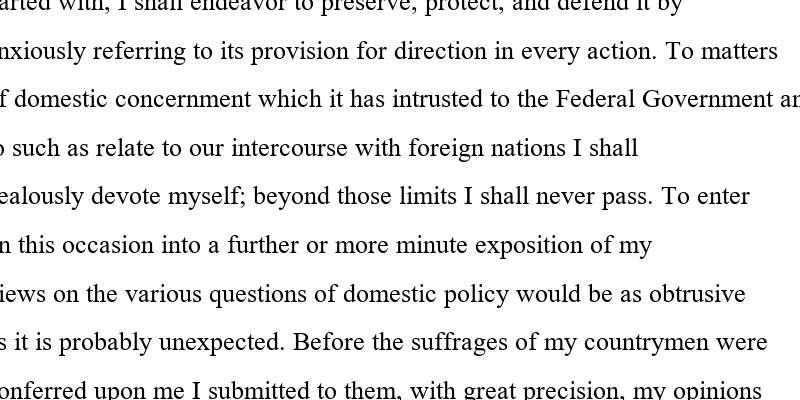 arted with, I shall endeavor to preserve, protect, and defend it by
nxiously referring to its provision for direction in every action. To matters
f domestic concernment which it has intrusted to the Federal Government an
o such as relate to our intercourse with foreign nations I shall
ealously devote myself; beyond those limits I shall never pass. To enter
n this occasion into a further or more minute exposition of my
iews on the various questions of domestic policy would be as obtrusive
s it is probably unexpected. Before the suffrages of my countrymen were
onferred upon me I submitted to them, with great precision, my opinions